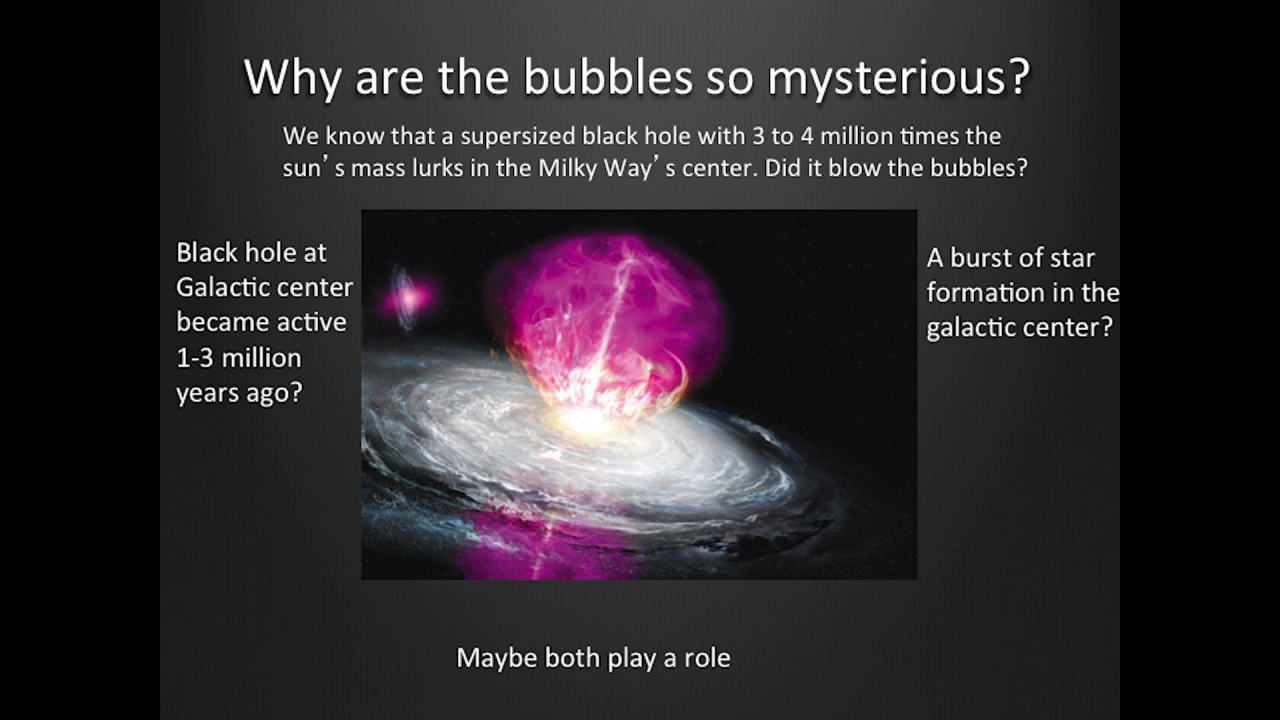 Why are the bubbles so mysterious?
We know that a supersized black hole with 3 to 4 million times the
sun’s mass lurks in the Milky Way’s center. Did it blow the bubbles?
Black hole at
Galactic center
became active
1-3 million
years ago?
A burst of star
formation in the
galactic center?
Maybe both play a role